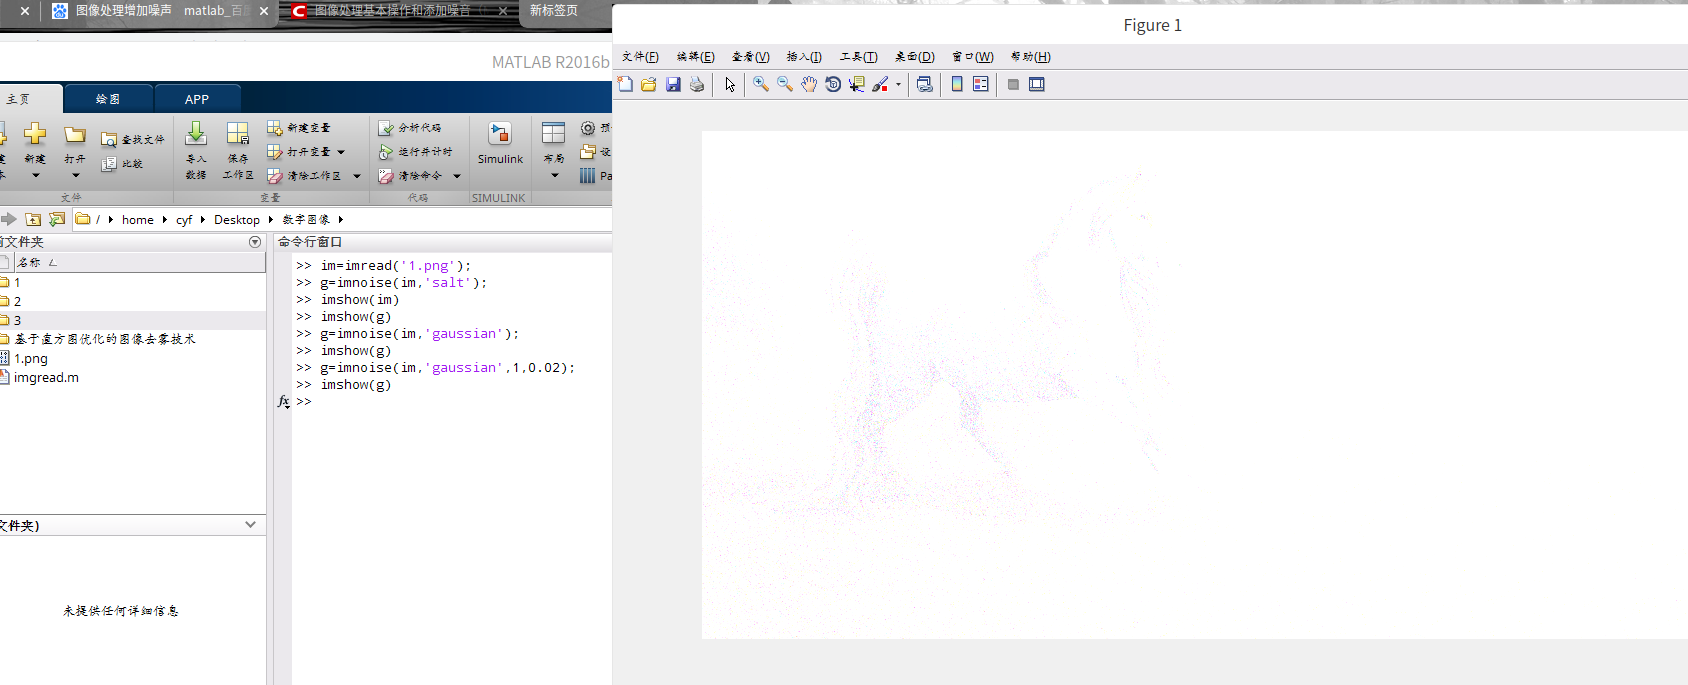 图像处理增加噪声 matlab_百度
图像处理基本操作和添加噪音
新标签页
Figure 1
MATLAB R2016b
文件(F) 编辑(E) 查看(V) 插入(I) 工具(T) 桌面(D) 窗口(W) 帮助(H)
主页 绘图 APP
新建
打开
查找文件
比较
文件
导入
数据
保存
工作区
新建变量
打开变量
清除工作区
变量
分析代码
运行并计时
清除命令
代码
Simulink
SIMULINK
布局
预
设
Pa
/ home cyf Desktop 数字图像
前文件夹
名称
1
2
3
基于直方图优化的图像去雾技术
1.png
imgread.m
文件夹)
未提供任何详细信息
命令行窗口
>> im=imread('1.png');
>> g=imnoise(im,'salt');
>> imshow(im)
>> imshow(g)
>> g=imnoise(im,'gaussian');
>> imshow(g)
>> g=imnoise(im,'gaussian',1,0.02);
>> imshow(g)
fx >>